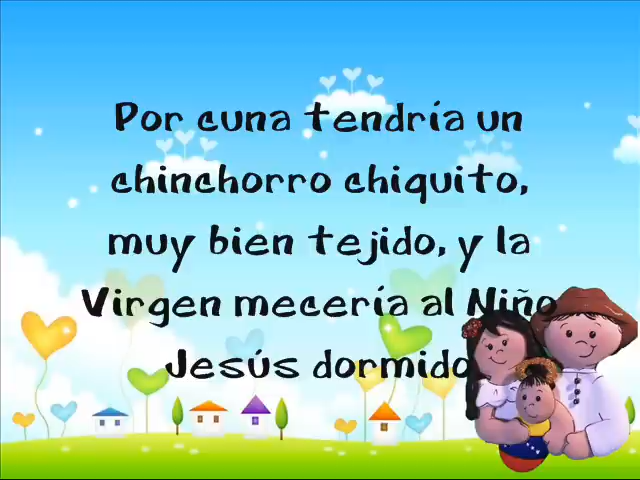 Por cuna tendría un
chinchorro chiquito,
muy bien tejido, y la
Virgen mecería al Niño
Jesús dormido